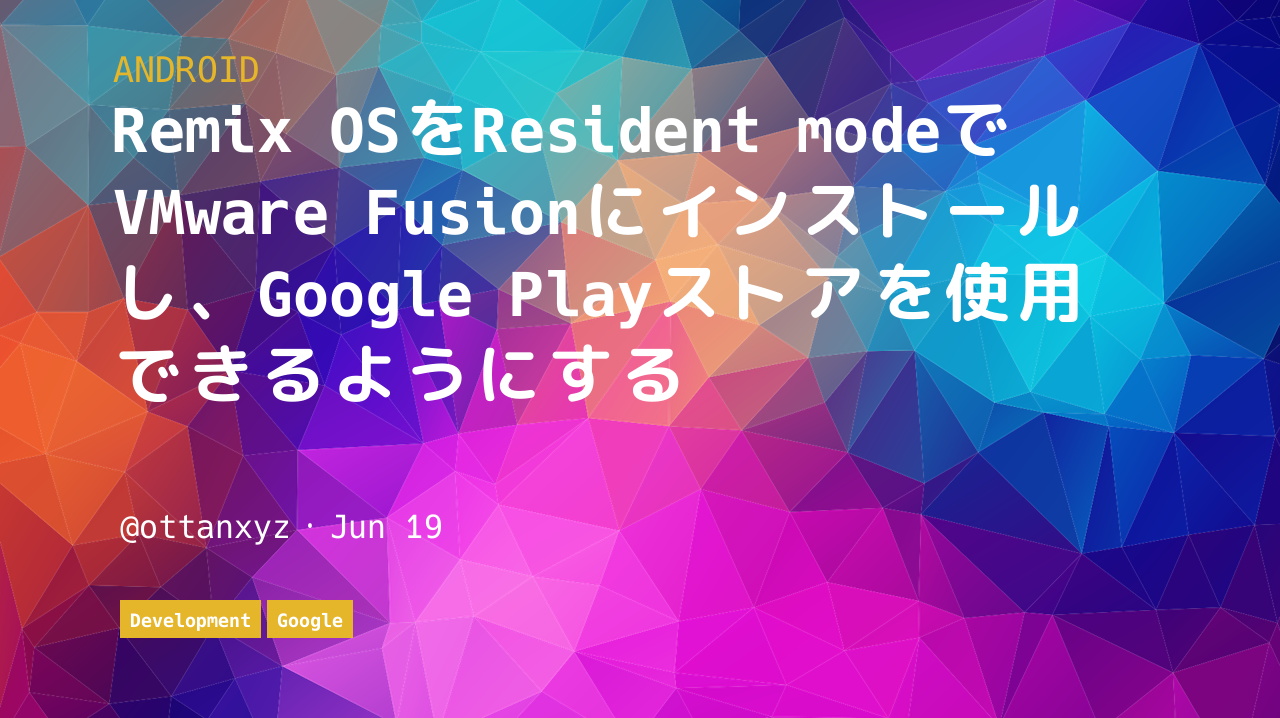 ANDROID
Remix OSをResident modeで
VMware Fusionにインストール
し、Google Playストアを使用
できるようにする
@ottanxyz · Jun 19
Development Google